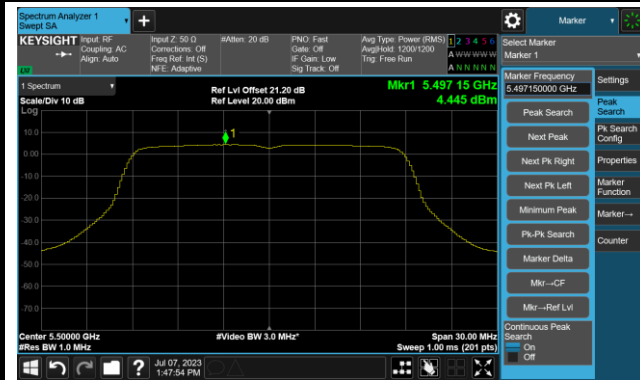 Spectrum Analyzer 1
Swept SA
+
Marker
KEYSIGHT
Input: RF
Coupling: AC
Align: Auto
Input Z: 50 Ω
Corrections: Off
Freq Ref: Int (S)
NFE: Adaptive
#Atten: 20 dB
PNO: Fast
Gate: Off
IF Gain: Low
Sig Track: Off
Avg Type: Power (RMS)
Avg|Hold: 1200/1200
Trig: Free Run
1 2 3 4 5 6
A W W W W W
A N N N N N
LW
Select Marker
Marker 1
1 Spectrum
Scale/Div 10 dB
Log
Ref Lvl Offset 21.20 dB
Ref Level 20.00 dBm
Mkr1 5.497 15 GHz
4.445 dBm
10.0
0.00
-10.0
-20.0
-30.0
-40.0
-50.0
-60.0
-70.0
1
Center 5.50000 GHz
#Res BW 1.0 MHz
#Video BW 3.0 MHz*
Span 30.00 MHz
Sweep 1.00 ms (201 pts)
Marker Frequency
5.497150000 GHz
Peak Search
Next Peak
Next Pk Right
Next Pk Left
Minimum Peak
Pk-Pk Search
Marker Delta
Mkr→CF
Mkr→Ref Lvl
Continuous Peak
Search
On
Off
Settings
Peak
Search
Pk Search
Config
Properties
Marker
Function
Marker→
Counter
?
Jul 07, 2023
1:47:54 PM